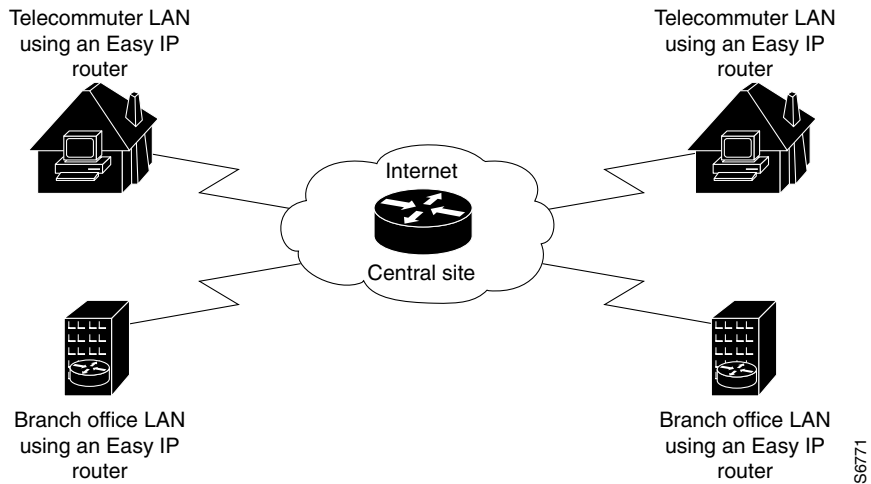 Telecommuter LAN
using an Easy IP
router
Telecommuter LAN
using an Easy IP
router
Internet
Central site
Branch office LAN
using an Easy IP
router
Branch office LAN
using an Easy IP
router
S6771